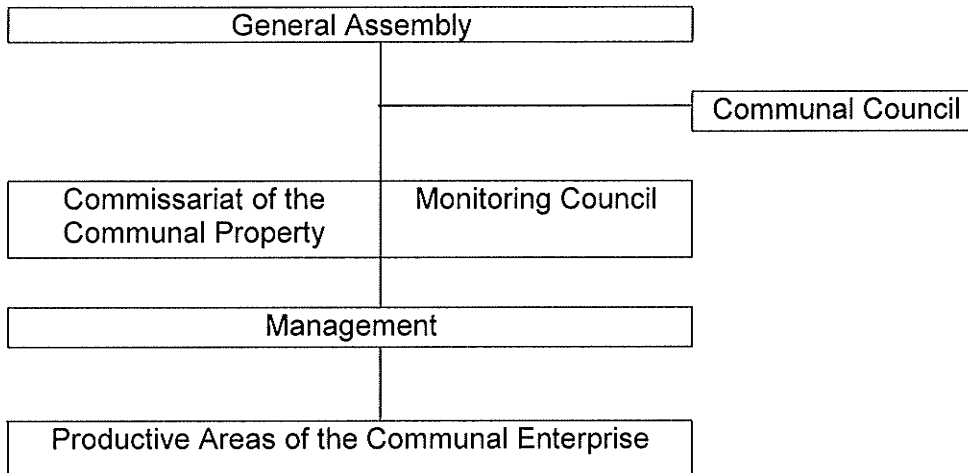 General Assembly
Communal Council
Commissariat of the
Communal Property
Monitoring Council
Management
Productive Areas of the Communal Enterprise